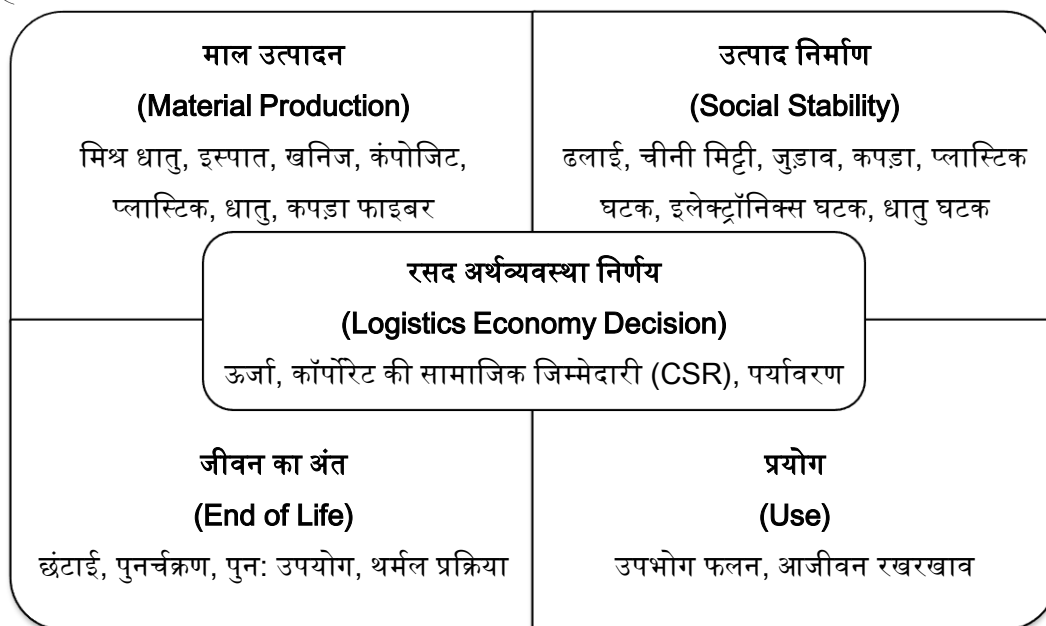 माल उत्पादन
(Material Production)
मिश्र धातु, इस्पात, खनिज, कंपोजिट,
प्लास्टिक, धातु, कपड़ा फाइबर
उत्पाद निर्माण
(Social Stability)
ढलाई, चीनी मिट्टी, जुड़ाव, कपड़ा, प्लास्टिक
घटक, इलेक्ट्रॉनिक्स घटक, धातु घटक
रसद अर्थव्यवस्था निर्णय
(Logistics Economy Decision)
ऊर्जा, कॉर्पोरेट की सामाजिक जिम्मेदारी (CSR), पर्यावरण
जीवन का अंत
(End of Life)
छंटाई, पुनर्चक्रण, पुन: उपयोग, थर्मल प्रक्रिया
प्रयोग
(Use)
उपभोग फलन, आजीवन रखरखाव